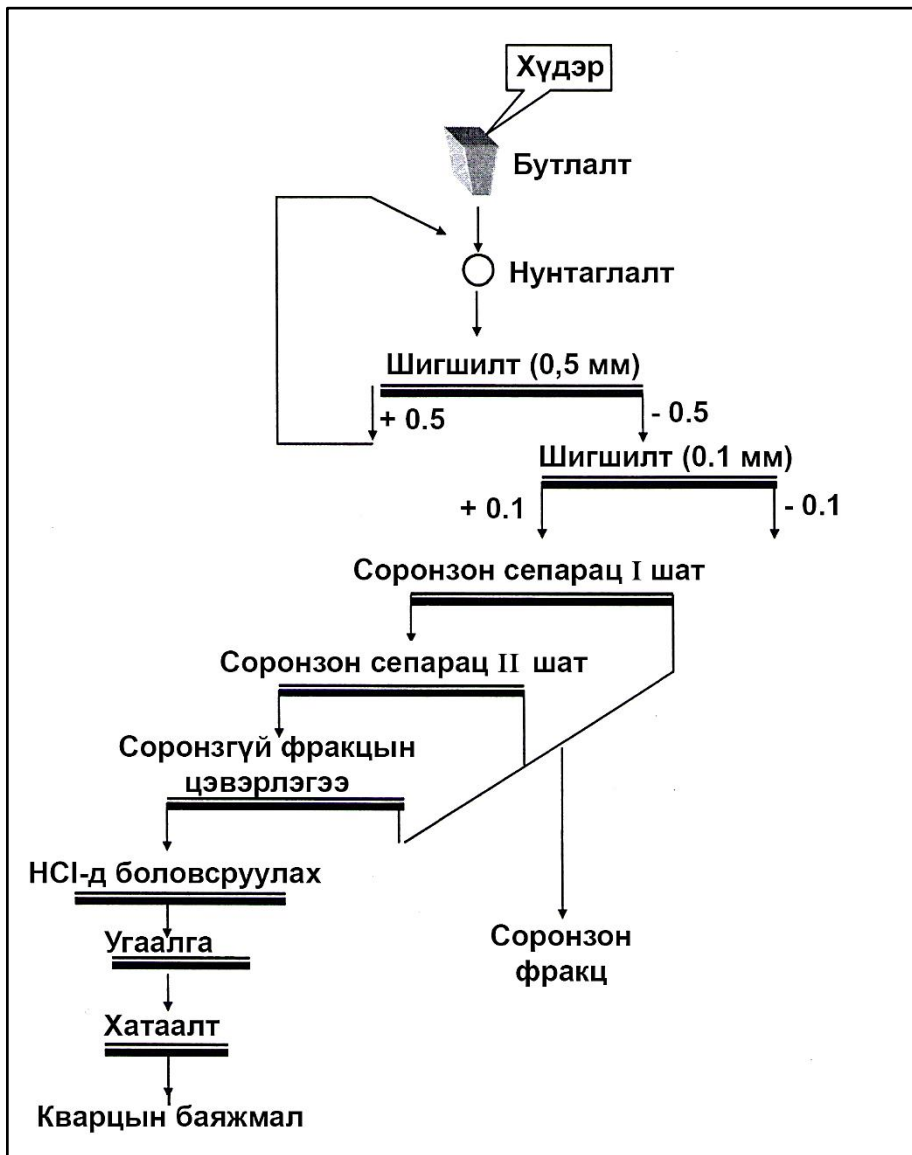 Хүдэр
Бутлалт
Нунтаглалт
Шигшилт (0,5 мм)
+ 0.5
- 0.5
Шигшилт (0.1 мм)
+ 0.1
- 0.1
Соронзон сепарац I шат
Соронзон сепарац II шат
Соронзгүй фракцын
цэвэрлэгээ
HCl-д боловсруулах
Угаалга
Хатаалт
Кварцын баяжмал
Соронзон
фракц